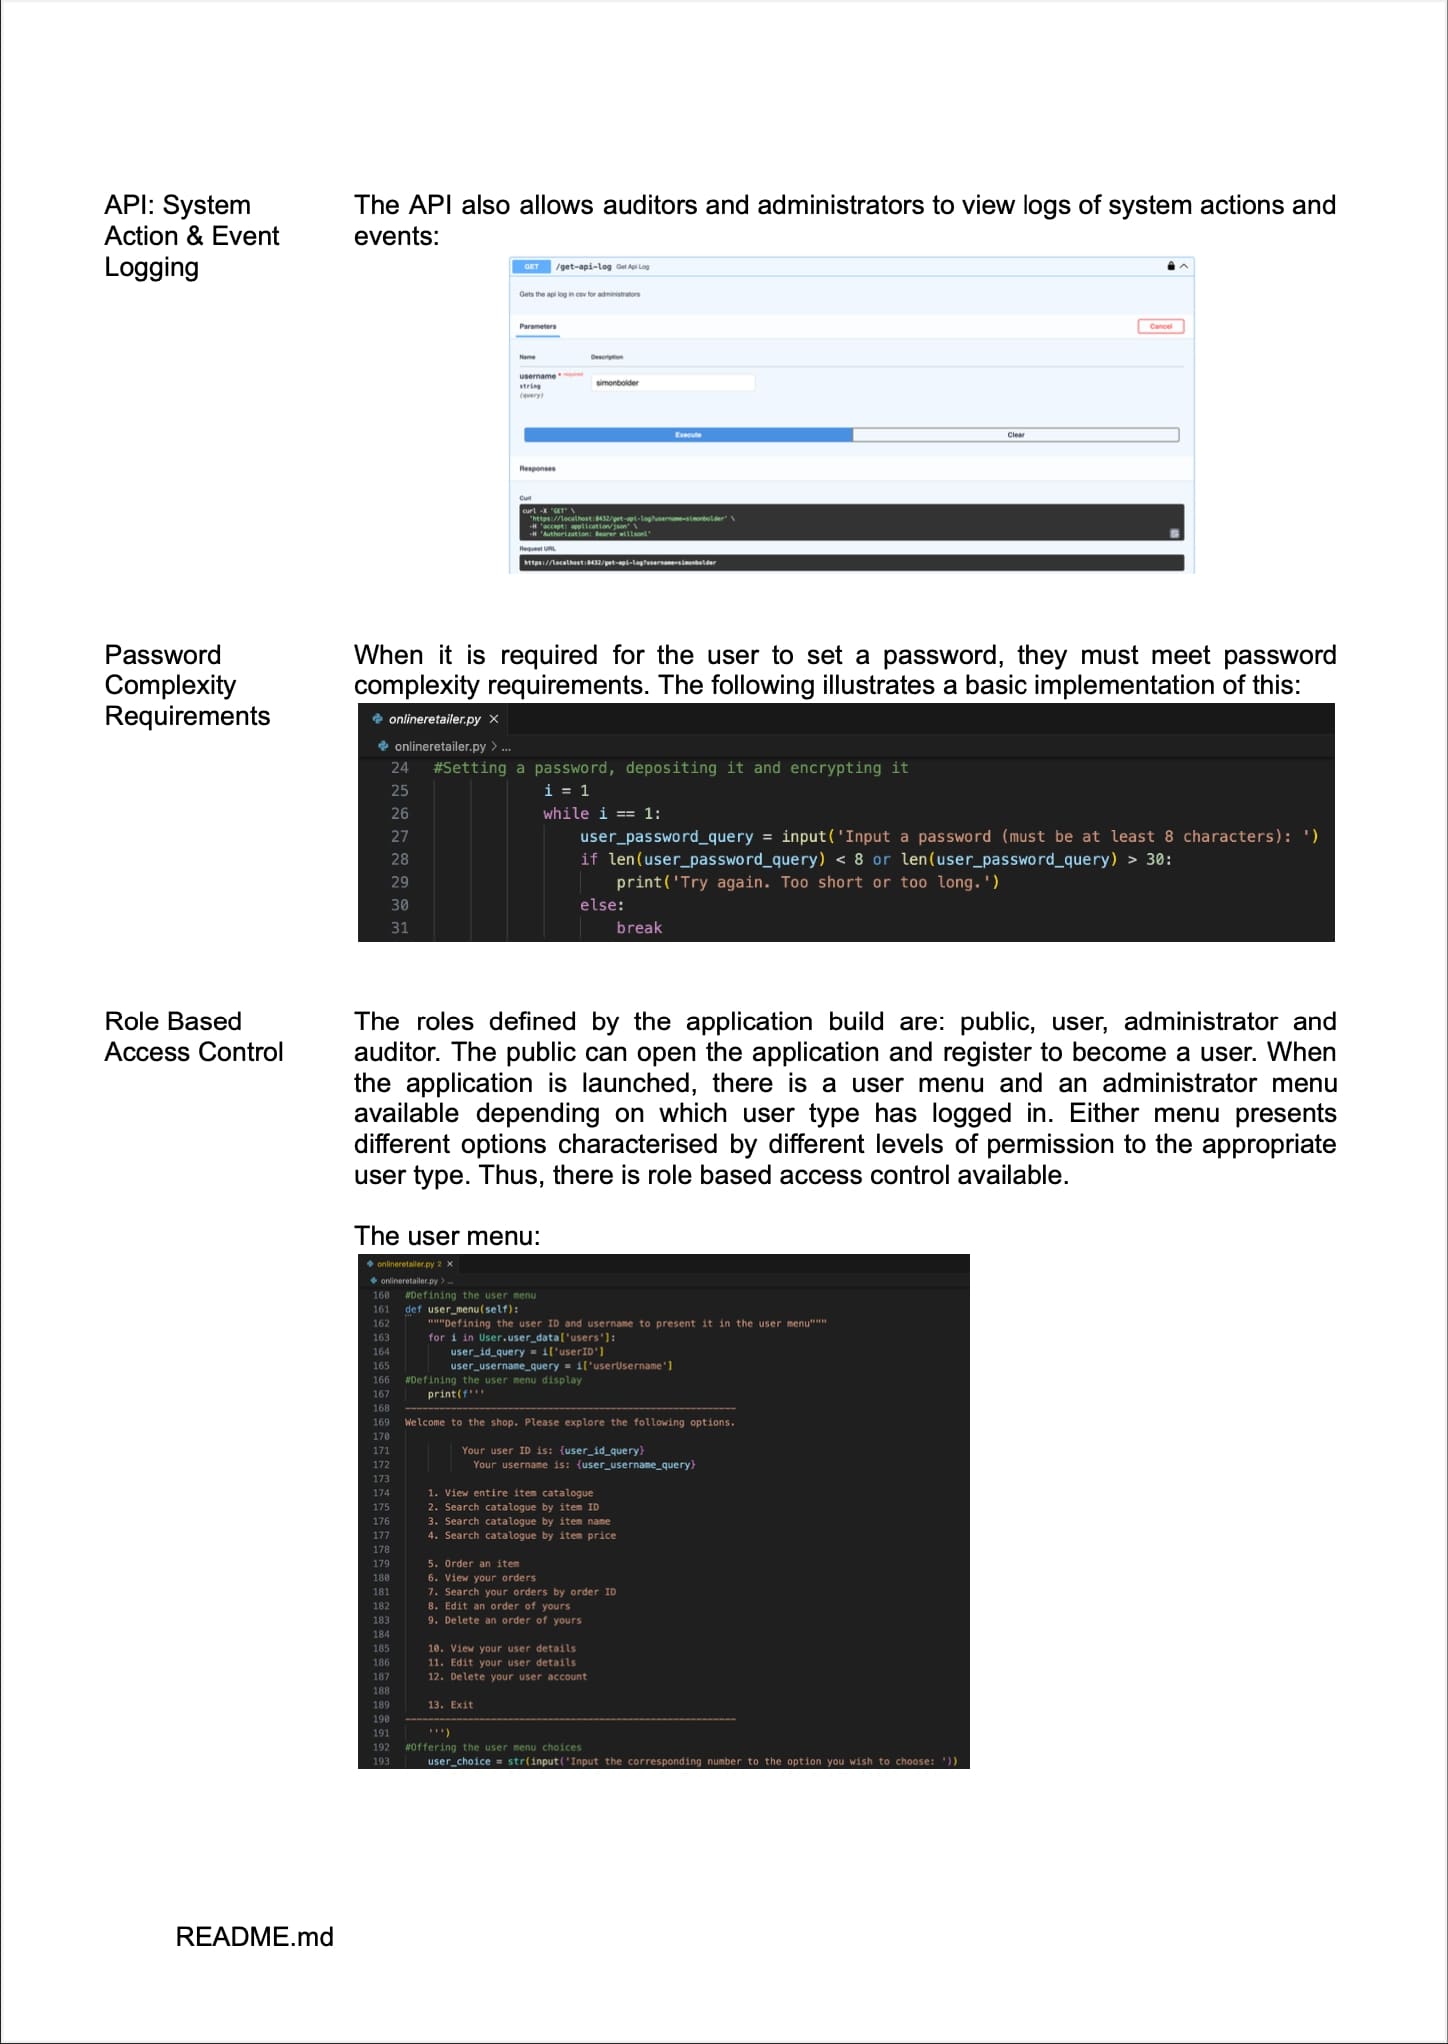 API: System
Action & Event
Logging
The API also allows auditors and administrators to view logs of system actions and
events:
GET /get-api-log Get Api Log
Gets the api log in csv for administrators
Parameters
Cancel
Name Description
username * required
string
(query)
simonbolder
Execute Clear
Responses
Curl
curl -X 'GET' \
'https://localhost:8432/get-api-log?username=simonbolder' \
-H 'accept: application/json' \
-H 'Authorization: Bearer willson1'
Request URL
https://localhost:8432/get-api-log?username=simonbolder
Password
Complexity
Requirements
When it is required for the user to set a password, they must meet password
complexity requirements. The following illustrates a basic implementation of this:
onlineretailer.py ×
onlineretailer.py > ...
24 #Setting a password, depositing it and encrypting it
25 i = 1
26 while i == 1:
27 user_password_query = input('Input a password (must be at least 8 characters): ')
28 if len(user_password_query) < 8 or len(user_password_query) > 30:
29 print('Try again. Too short or too long.')
30 else:
31 break
Role Based
Access Control
The roles defined by the application build are: public, user, administrator and
auditor. The public can open the application and register to become a user. When
the application is launched, there is a user menu and an administrator menu
available depending on which user type has logged in. Either menu presents
different options characterised by different levels of permission to the appropriate
user type. Thus, there is role based access control available.
The user menu:
onlineretailer.py 2 ×
onlineretailer.py > ...
160 #Defining the user menu
161 def user_menu(self):
162 """Defining the user ID and username to present it in the user menu"""
163 for i in User.user_data['users']:
164 user_id_query = i['userID']
165 user_username_query = i['userUsername']
166 #Defining the user menu display
167 print(f'''
168 ----------------------------------------------------------
169 Welcome to the shop. Please explore the following options.
170
171 Your user ID is: {user_id_query}
172 Your username is: {user_username_query}
173
174 1. View entire item catalogue
175 2. Search catalogue by item ID
176 3. Search catalogue by item name
177 4. Search catalogue by item price
178
179 5. Order an item
180 6. View your orders
181 7. Search your orders by order ID
182 8. Edit an order of yours
183 9. Delete an order of yours
184
185 10. View your user details
186 11. Edit your user details
187 12. Delete your user account
188
189 13. Exit
190 ----------------------------------------------------------
191 ''')
192 #Offering the user menu choices
193 user_choice = str(input('Input the corresponding number to the option you wish to choose: '))
README.md